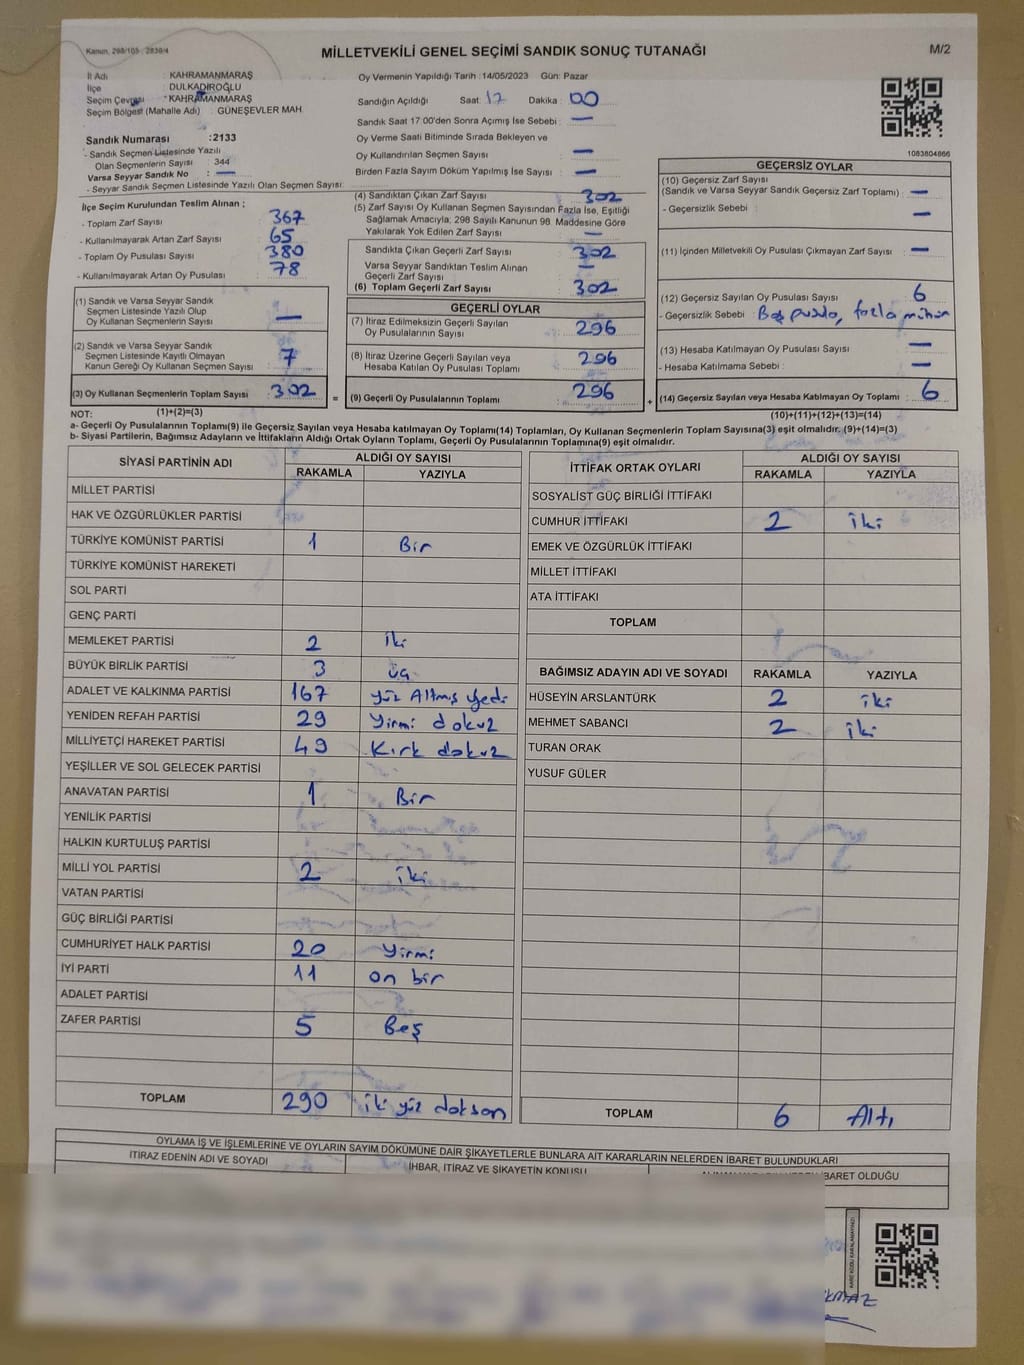 Kanun, 298/105 ; 2839/4
MİLLETVEKİLİ GENEL SEÇİMİ SANDIK SONUÇ TUTANAĞI
M/2
İl Adı : KAHRAMANMARAŞ
İlçe : DULKADİROĞLU
Seçim Çevresi : KAHRAMANMARAŞ
Seçim Bölgesi (Mahalle Adı) : GÜNEŞEVLER MAH.
Sandık Numarası :2133
- Sandık Seçmen Listesinde Yazılı
Olan Seçmenlerin Sayısı : 344
Varsa Seyyar Sandık No : —
- Seyyar Sandık Seçmen Listesinde Yazılı Olan Seçmen Sayısı:
Oy Vermenin Yapıldığı Tarih :14/05/2023 Gün: Pazar
Sandığın Açıldığı Saat: 17 Dakika : 00
Sandık Saat 17:00'den Sonra Açımış İse Sebebi : —
Oy Verme Saati Bitiminde Sırada Bekleyen ve
Oy Kullandırılan Seçmen Sayısı : —
Birden Fazla Sayım Döküm Yapılmış İse Sayısı : —
1083804866
İlçe Seçim Kurulundan Teslim Alınan ;
- Toplam Zarf Sayısı : 367
- Kullanılmayarak Artan Zarf Sayısı : 65
- Toplam Oy Pusulası Sayısı : 380
- Kullanılmayarak Artan Oy Pusulası : 78
(1) Sandık ve Varsa Seyyar Sandık
Seçmen Listesinde Yazılı Olup
Oy Kullanan Seçmenlerin Sayısı : —
(2) Sandık ve Varsa Seyyar Sandık
Seçmen Listesinde Kayıtlı Olmayan
Kanun Gereği Oy Kullanan Seçmen Sayısı : 7
(3) Oy Kullanan Seçmenlerin Toplam Sayısı : 302
(4) Sandıktan Çıkan Zarf Sayısı : 302
(5) Zarf Sayısı Oy Kullanan Seçmen Sayısından Fazla İse, Eşitliği
Sağlamak Amacıyla; 298 Sayılı Kanunun 98. Maddesine Göre
Yakılarak Yok Edilen Zarf Sayısı : —
Sandıkta Çıkan Geçerli Zarf Sayısı : 302
Varsa Seyyar Sandıktan Teslim Alınan
Geçerli Zarf Sayısı : —
(6) Toplam Geçerli Zarf Sayısı : 302
GEÇERLİ OYLAR
(7) İtiraz Edilmeksizin Geçerli Sayılan
Oy Pusulalarının Sayısı : 296
(8) İtiraz Üzerine Geçerli Sayılan veya
Hesaba Katılan Oy Pusulası Toplamı : 296
= (9) Geçerli Oy Pusulalarının Toplamı : 296
GEÇERSİZ OYLAR
(10) Geçersiz Zarf Sayısı
(Sandık ve Varsa Seyyar Sandık Geçersiz Zarf Toplamı) : —
- Geçersizlik Sebebi : —
(11) İçinden Milletvekili Oy Pusulası Çıkmayan Zarf Sayısı : —
(12) Geçersiz Sayılan Oy Pusulası Sayısı : 6
- Geçersizlik Sebebi : Boş pusula, fazla mühür
(13) Hesaba Katılmayan Oy Pusulası Sayısı : —
- Hesaba Katılmama Sebebi : —
+ (14) Geçersiz Sayılan veya Hesaba Katılmayan Oy Toplamı : 6
NOT: (1)+(2)=(3) (10)+(11)+(12)+(13)=(14)
a- Geçerli Oy Pusulalarının Toplamı(9) ile Geçersiz Sayılan veya Hesaba katılmayan Oy Toplamı(14) Toplamları, Oy Kullanan Seçmenlerin Toplam Sayısına(3) eşit olmalıdır. (9)+(14)=(3)
b- Siyasi Partilerin, Bağımsız Adayların ve İttifakların Aldığı Ortak Oyların Toplamı, Geçerli Oy Pusulalarının Toplamına(9) eşit olmalıdır.
SİYASİ PARTİNİN ADI ALDIĞI OY SAYISI
RAKAMLA YAZIYLA
MİLLET PARTİSİ
HAK VE ÖZGÜRLÜKLER PARTİSİ
TÜRKİYE KOMÜNİST PARTİSİ 1 Bir
TÜRKİYE KOMÜNİST HAREKETİ
SOL PARTİ
GENÇ PARTİ
MEMLEKET PARTİSİ 2 iki
BÜYÜK BİRLİK PARTİSİ 3 üç
ADALET VE KALKINMA PARTİSİ 167 yüz Altmış yedi
YENİDEN REFAH PARTİSİ 29 Yirmi dokuz
MİLLİYETÇİ HAREKET PARTİSİ 49 Kırk dokuz
YEŞİLLER VE SOL GELECEK PARTİSİ
ANAVATAN PARTİSİ 1 Bir
YENİLİK PARTİSİ
HALKIN KURTULUŞ PARTİSİ
MİLLİ YOL PARTİSİ 2 iki
VATAN PARTİSİ
GÜÇ BİRLİĞİ PARTİSİ
CUMHURİYET HALK PARTİSİ 20 Yirmi
İYİ PARTİ 11 on bir
ADALET PARTİSİ
ZAFER PARTİSİ 5 Beş
TOPLAM 290 iki yüz doksan
İTTİFAK ORTAK OYLARI ALDIĞI OY SAYISI
RAKAMLA YAZIYLA
SOSYALİST GÜÇ BİRLİĞİ İTTİFAKI
CUMHUR İTTİFAKI 2 iki
EMEK VE ÖZGÜRLÜK İTTİFAKI
MİLLET İTTİFAKI
ATA İTTİFAKI
TOPLAM
BAĞIMSIZ ADAYIN ADI VE SOYADI RAKAMLA YAZIYLA
HÜSEYİN ARSLANTÜRK 2 iki
MEHMET SABANCI 2 iki
TURAN ORAK
YUSUF GÜLER
TOPLAM 6 Altı
OYLAMA İŞ VE İŞLEMLERİNE VE OYLARIN SAYIM DÖKÜMÜNE DAİR ŞİKAYETLERLE BUNLARA AİT KARARLARIN NELERDEN İBARET BULUNDUKLARI
İTİRAZ EDENİN ADI VE SOYADI
İHBAR, İTİRAZ VE ŞİKAYETİN KONUSU
İBARET OLDUĞU
KARE KODU KARALAMAYINIZ!